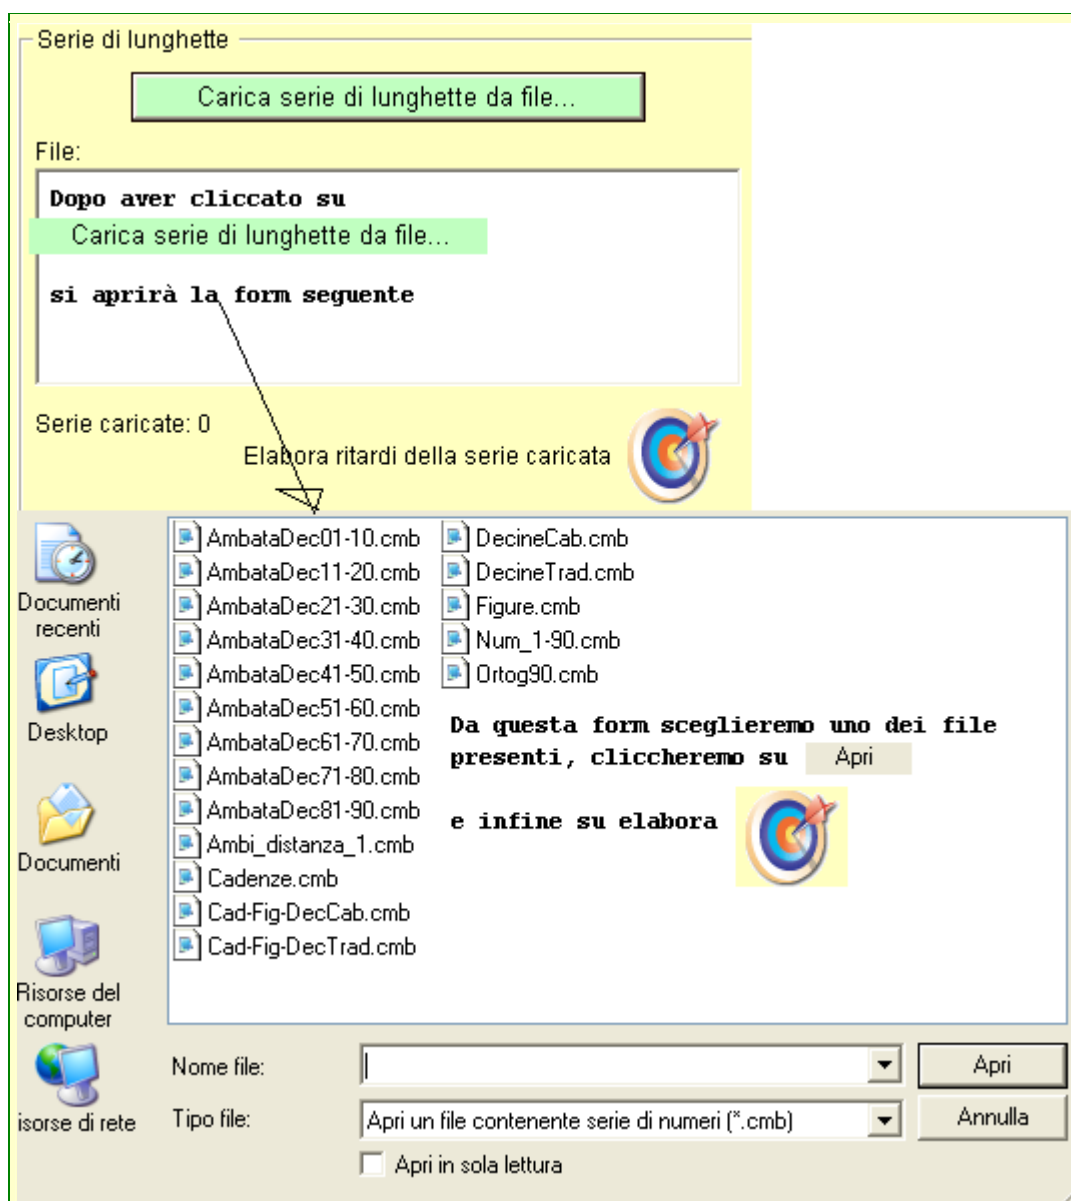 Serie di lunghette
Carica serie di lunghette da file...
File:
Dopo aver cliccato su
Carica serie di lunghette da file...
si aprirà la form seguente
Serie caricate: 0
Elabora ritardi della serie caricata
Documenti
recenti
Desktop
Documenti
Risorse del
computer
isorse di rete
AmbataDec01-10.cmb
AmbataDec11-20.cmb
AmbataDec21-30.cmb
AmbataDec31-40.cmb
AmbataDec41-50.cmb
AmbataDec51-60.cmb
AmbataDec61-70.cmb
AmbataDec71-80.cmb
AmbataDec81-90.cmb
Ambi_distanza_1.cmb
Cadenze.cmb
Cad-Fig-DecCab.cmb
Cad-Fig-DecTrad.cmb
DecineCab.cmb
DecineTrad.cmb
Figure.cmb
Num_1-90.cmb
Ortog90.cmb
Da questa form sceglieremo uno dei file
presenti, cliccheremo su Apri
e infine su elabora
Nome file:
Apri
Tipo file:
Apri un file contenente serie di numeri (*.cmb)
Annulla
Apri in sola lettura